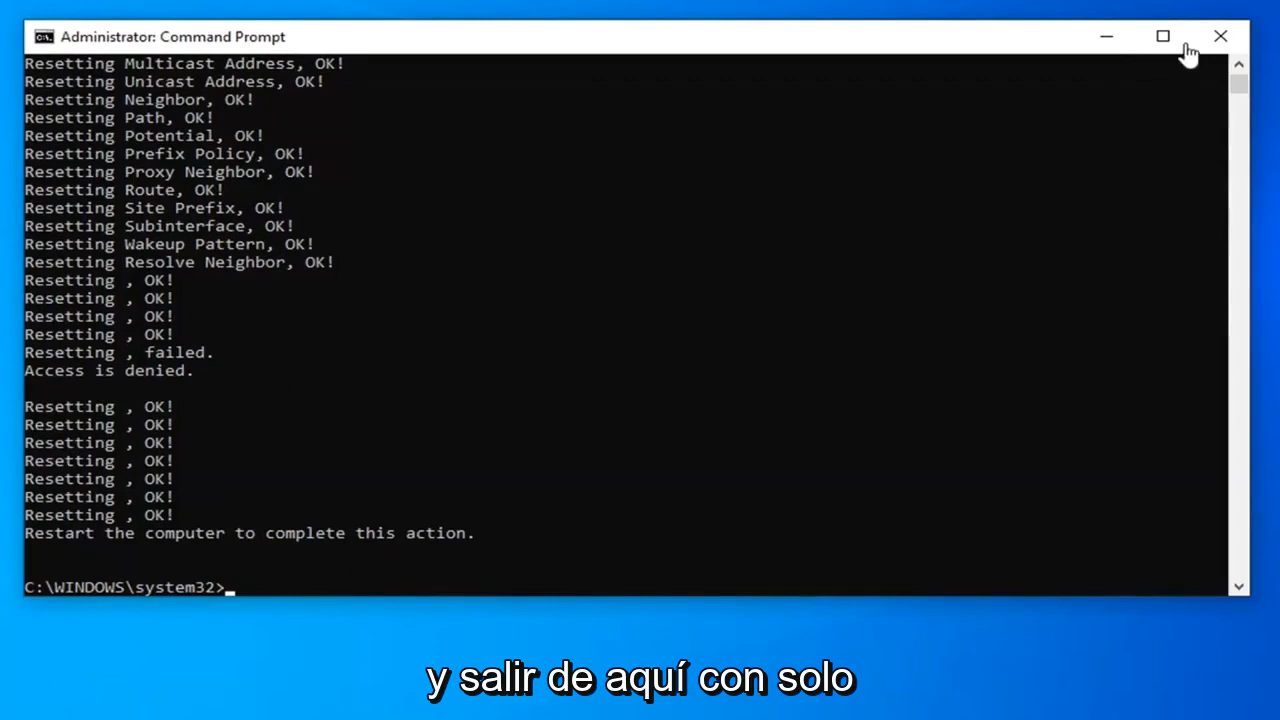 Administrator: Command Prompt
Resetting Multicast Address, OK!
Resetting Unicast Address, OK!
Resetting Neighbor, OK!
Resetting Path, OK!
Resetting Potential, OK!
Resetting Prefix Policy, OK!
Resetting Proxy Neighbor, OK!
Resetting Route, OK!
Resetting Site Prefix, OK!
Resetting Subinterface, OK!
Resetting Wakeup Pattern, OK!
Resetting Resolve Neighbor, OK!
Resetting , OK!
Resetting , OK!
Resetting , OK!
Resetting , OK!
Resetting , failed.
Access is denied.
Resetting , OK!
Resetting , OK!
Resetting , OK!
Resetting , OK!
Resetting , OK!
Resetting , OK!
Resetting , OK!
Restart the computer to complete this action.
C:\WINDOWS\system32>
y salir de aquí con solo